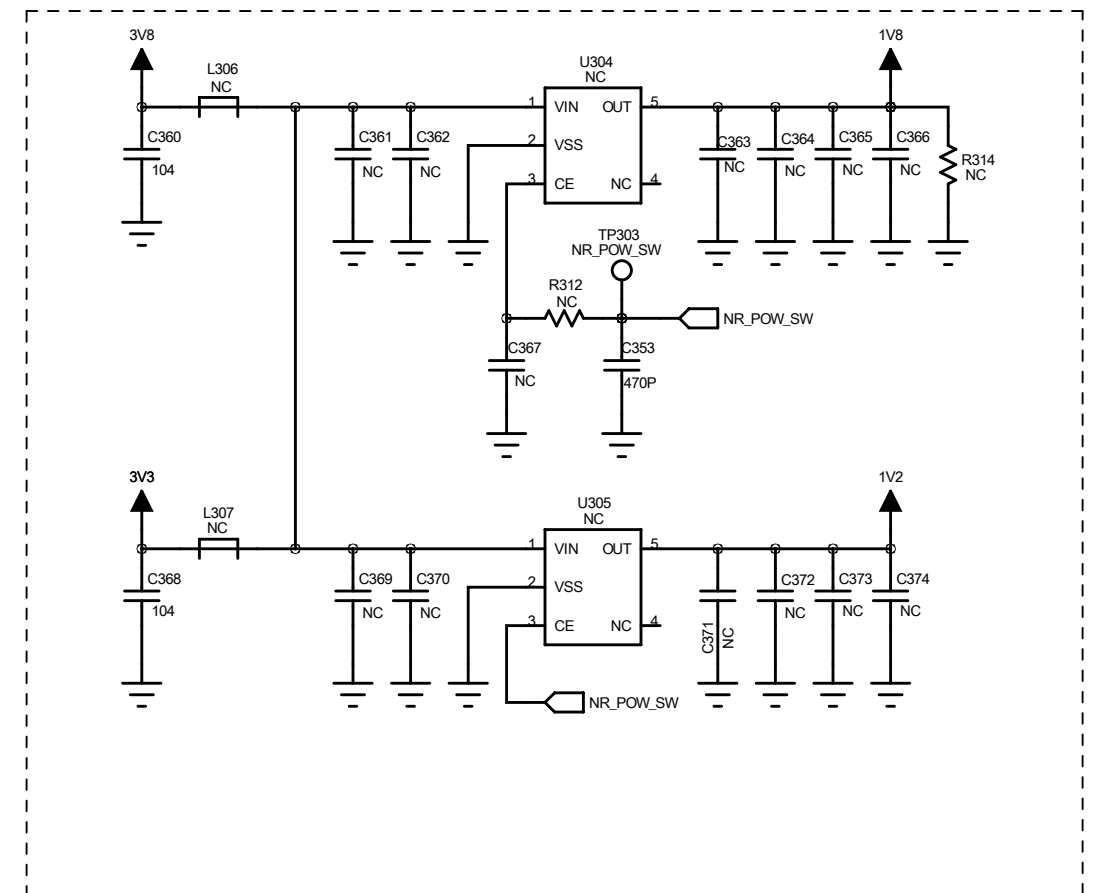 3V8
1V8
L306
NC
U304
NC
1 VIN OUT 5
C360
104
C361
NC
C362
NC
2 VSS
C363
NC
C364
NC
C365
NC
C366
NC
R314
NC
3 CE NC 4
TP303
NR_POW_SW
R312
NC
NR_POW_SW
C367
NC
C353
470P
3V3
1V2
L307
NC
U305
NC
1 VIN OUT 5
C368
104
C369
NC
C370
NC
2 VSS
C371
NC
C372
NC
C373
NC
C374
NC
3 CE NC 4
NR_POW_SW